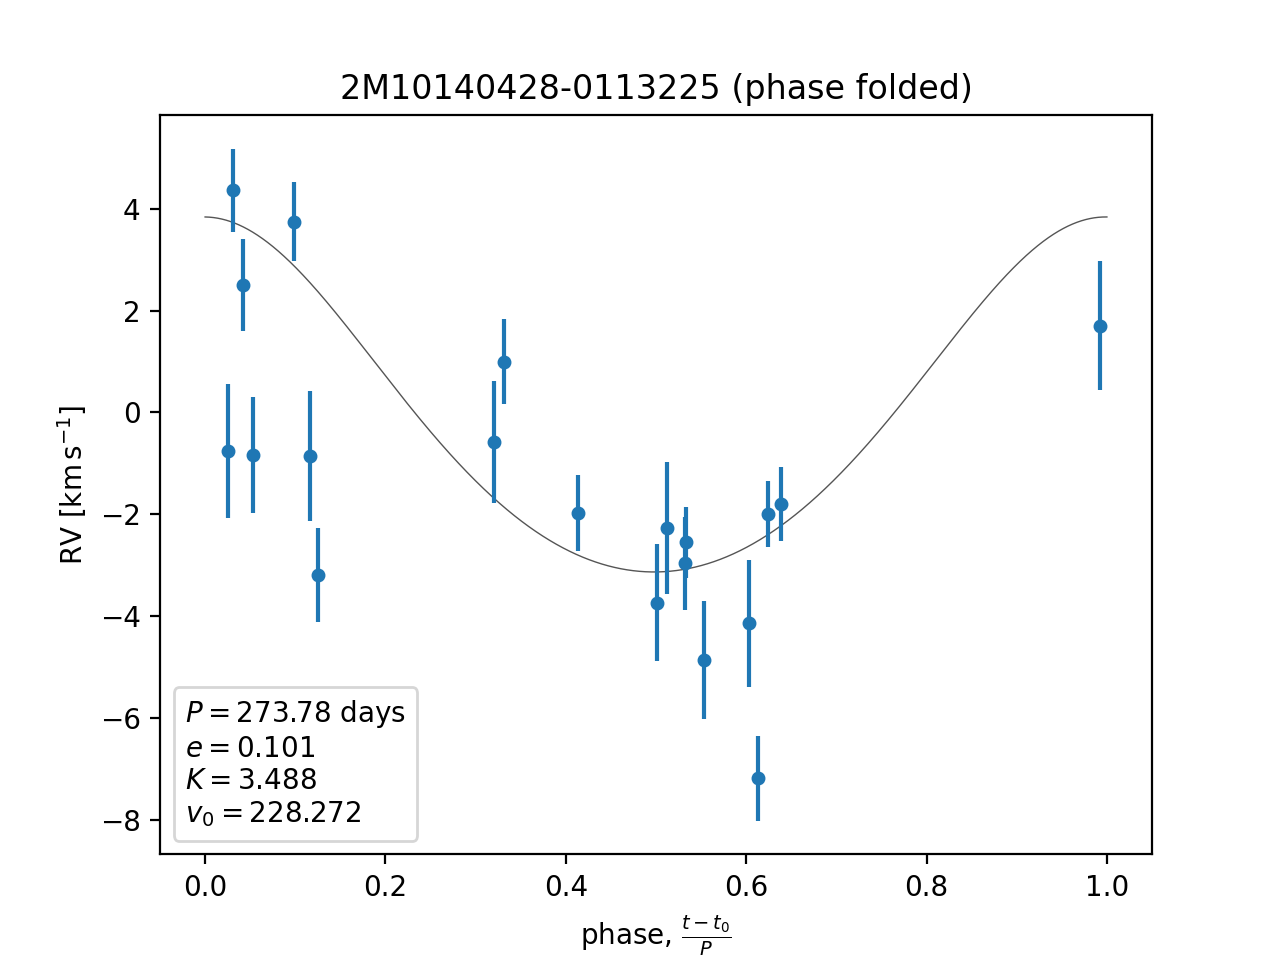 2M10140428-0113225 (phase folded)
4
2
0
−2
−4
−6
−8
RV [km s⁻¹]
P = 273.78 days
e = 0.101
K = 3.488
v₀ = 228.272
0.0 0.2 0.4 0.6 0.8 1.0
phase, (t − t₀)/P